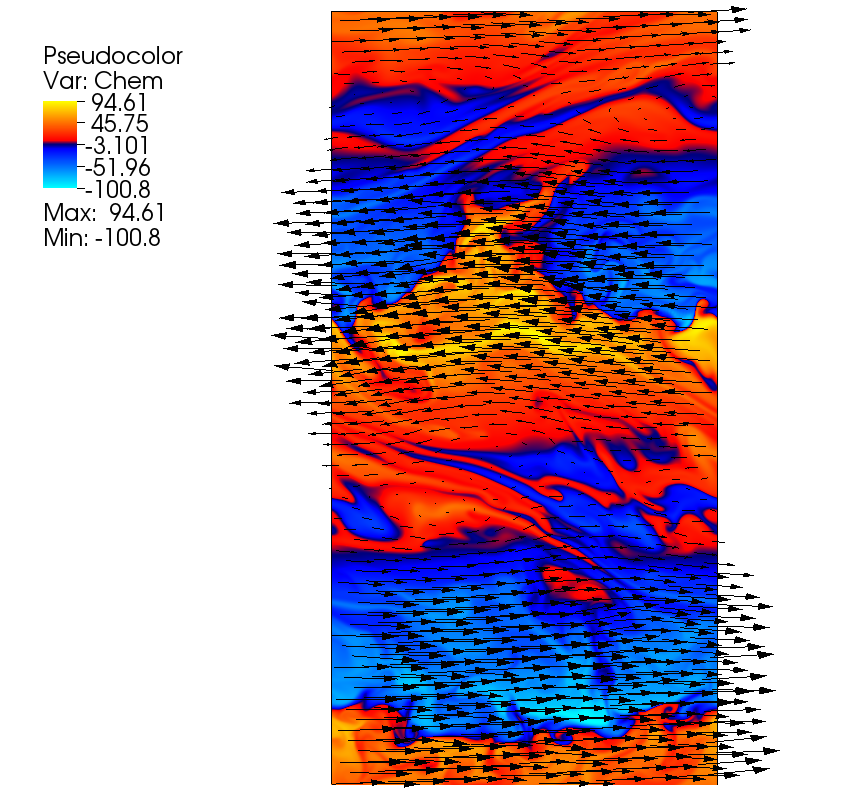 Pseudocolor
Var: Chem
94.61
45.75
-3.101
-51.96
-100.8
Max: 94.61
Min: -100.8